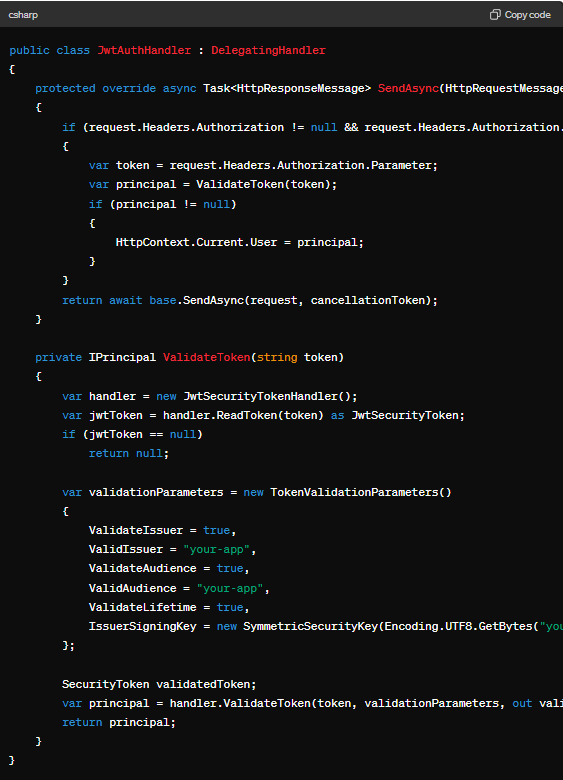 csharp
Copy code
public class JwtAuthHandler : DelegatingHandler
{
    protected override async Task<HttpResponseMessage> SendAsync(HttpRequestMessage
    {
        if (request.Headers.Authorization != null && request.Headers.Authorization.
        {
            var token = request.Headers.Authorization.Parameter;
            var principal = ValidateToken(token);
            if (principal != null)
            {
                HttpContext.Current.User = principal;
            }
        }
        return await base.SendAsync(request, cancellationToken);
    }

    private IPrincipal ValidateToken(string token)
    {
        var handler = new JwtSecurityTokenHandler();
        var jwtToken = handler.ReadToken(token) as JwtSecurityToken;
        if (jwtToken == null)
            return null;

        var validationParameters = new TokenValidationParameters()
        {
            ValidateIssuer = true,
            ValidIssuer = "your-app",
            ValidateAudience = true,
            ValidAudience = "your-app",
            ValidateLifetime = true,
            IssuerSigningKey = new SymmetricSecurityKey(Encoding.UTF8.GetBytes("you
        };

        SecurityToken validatedToken;
        var principal = handler.ValidateToken(token, validationParameters, out vali
        return principal;
    }
}